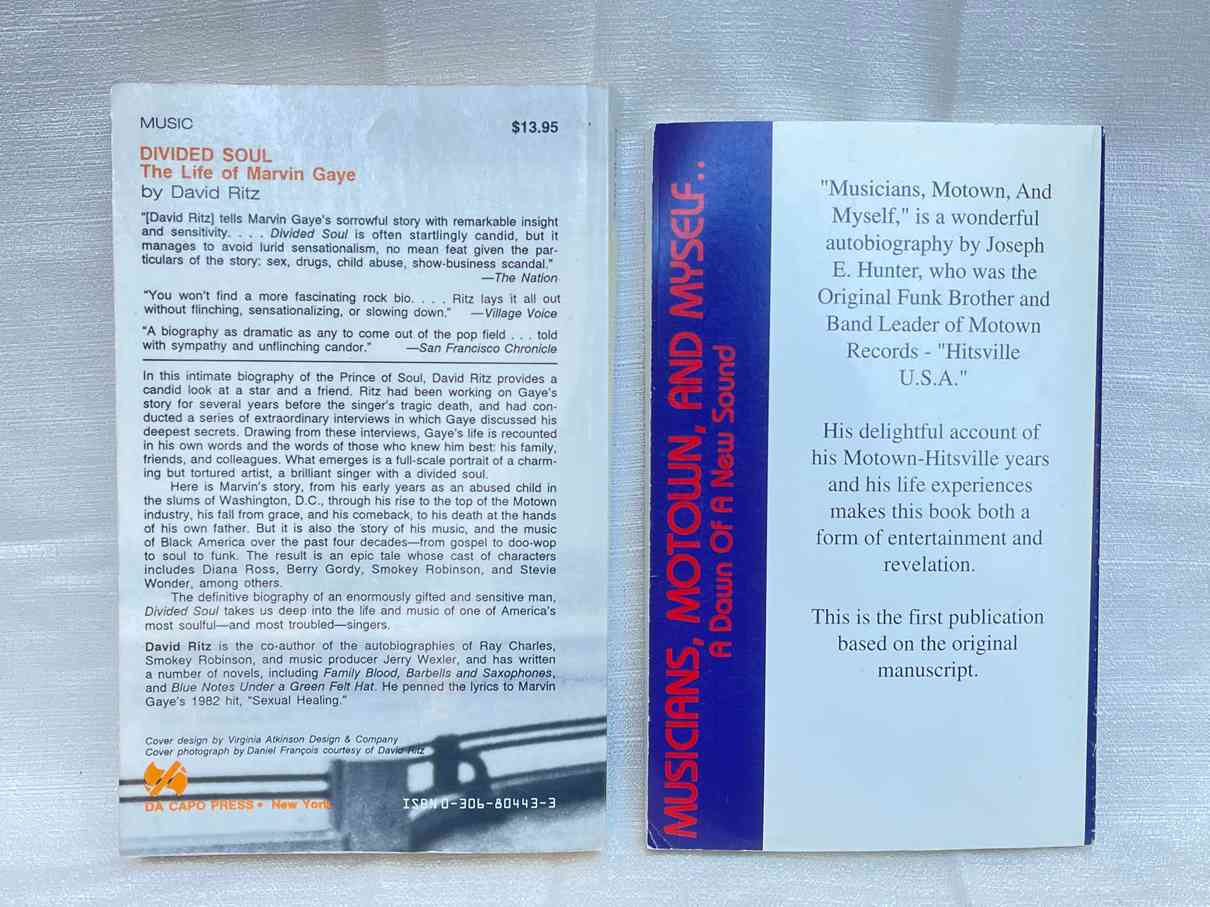 MUSIC
$13.95
DIVIDED SOUL
The Life of Marvin Gaye
by David Ritz
"[David Ritz] tells Marvin Gaye's sorrowful story with remarkable insight
and sensitivity. . . . Divided Soul is often startlingly candid, but it
manages to avoid lurid sensationalism, no mean feat given the par-
ticulars of the story: sex, drugs, child abuse, show-business scandal."
—The Nation
"You won't find a more fascinating rock bio. . . . Ritz lays it all out
without flinching, sensationalizing, or slowing down." —Village Voice
"A biography as dramatic as any to come out of the pop field . . . told
with sympathy and unflinching candor." —San Francisco Chronicle
In this intimate biography of the Prince of Soul, David Ritz provides a
candid look at a star and a friend. Ritz had been working on Gaye's
story for several years before the singer's tragic death, and had con-
ducted a series of extraordinary interviews in which Gaye discussed his
deepest secrets. Drawing from these interviews, Gaye's life is recounted
in his own words and the words of those who knew him best: his family,
friends, and colleagues. What emerges is a full-scale portrait of a charm-
ing but tortured artist, a brilliant singer with a divided soul.
Here is Marvin's story, from his early years as an abused child in
the slums of Washington, D.C., through his rise to the top of the Motown
industry, his fall from grace, and his comeback, to his death at the hands
of his own father. But it is also the story of his music, and the music
of Black America over the past four decades—from gospel to doo-wop
to soul to funk. The result is an epic tale whose cast of characters
includes Diana Ross, Berry Gordy, Smokey Robinson, and Stevie
Wonder, among others.
The definitive biography of an enormously gifted and sensitive man,
Divided Soul takes us deep into the life and music of one of America's
most soulful—and most troubled—singers.
David Ritz is the co-author of the autobiographies of Ray Charles,
Smokey Robinson, and music producer Jerry Wexler, and has written
a number of novels, including Family Blood, Barbells and Saxophones,
and Blue Notes Under a Green Felt Hat. He penned the lyrics to Marvin
Gaye's 1982 hit, "Sexual Healing."
Cover design by Virginia Atkinson Design & Company
Cover photograph by Daniel François courtesy of David Ritz
DA CAPO PRESS • New York
ISBN 0-306-80443-3
MUSICIANS, MOTOWN, AND MYSELF..
A Dawn Of A New Sound
"Musicians, Motown, And
Myself," is a wonderful
autobiography by Joseph
E. Hunter, who was the
Original Funk Brother and
Band Leader of Motown
Records - "Hitsville
U.S.A."
His delightful account of
his Motown-Hitsville years
and his life experiences
makes this book both a
form of entertainment and
revelation.
This is the first publication
based on the original
manuscript.